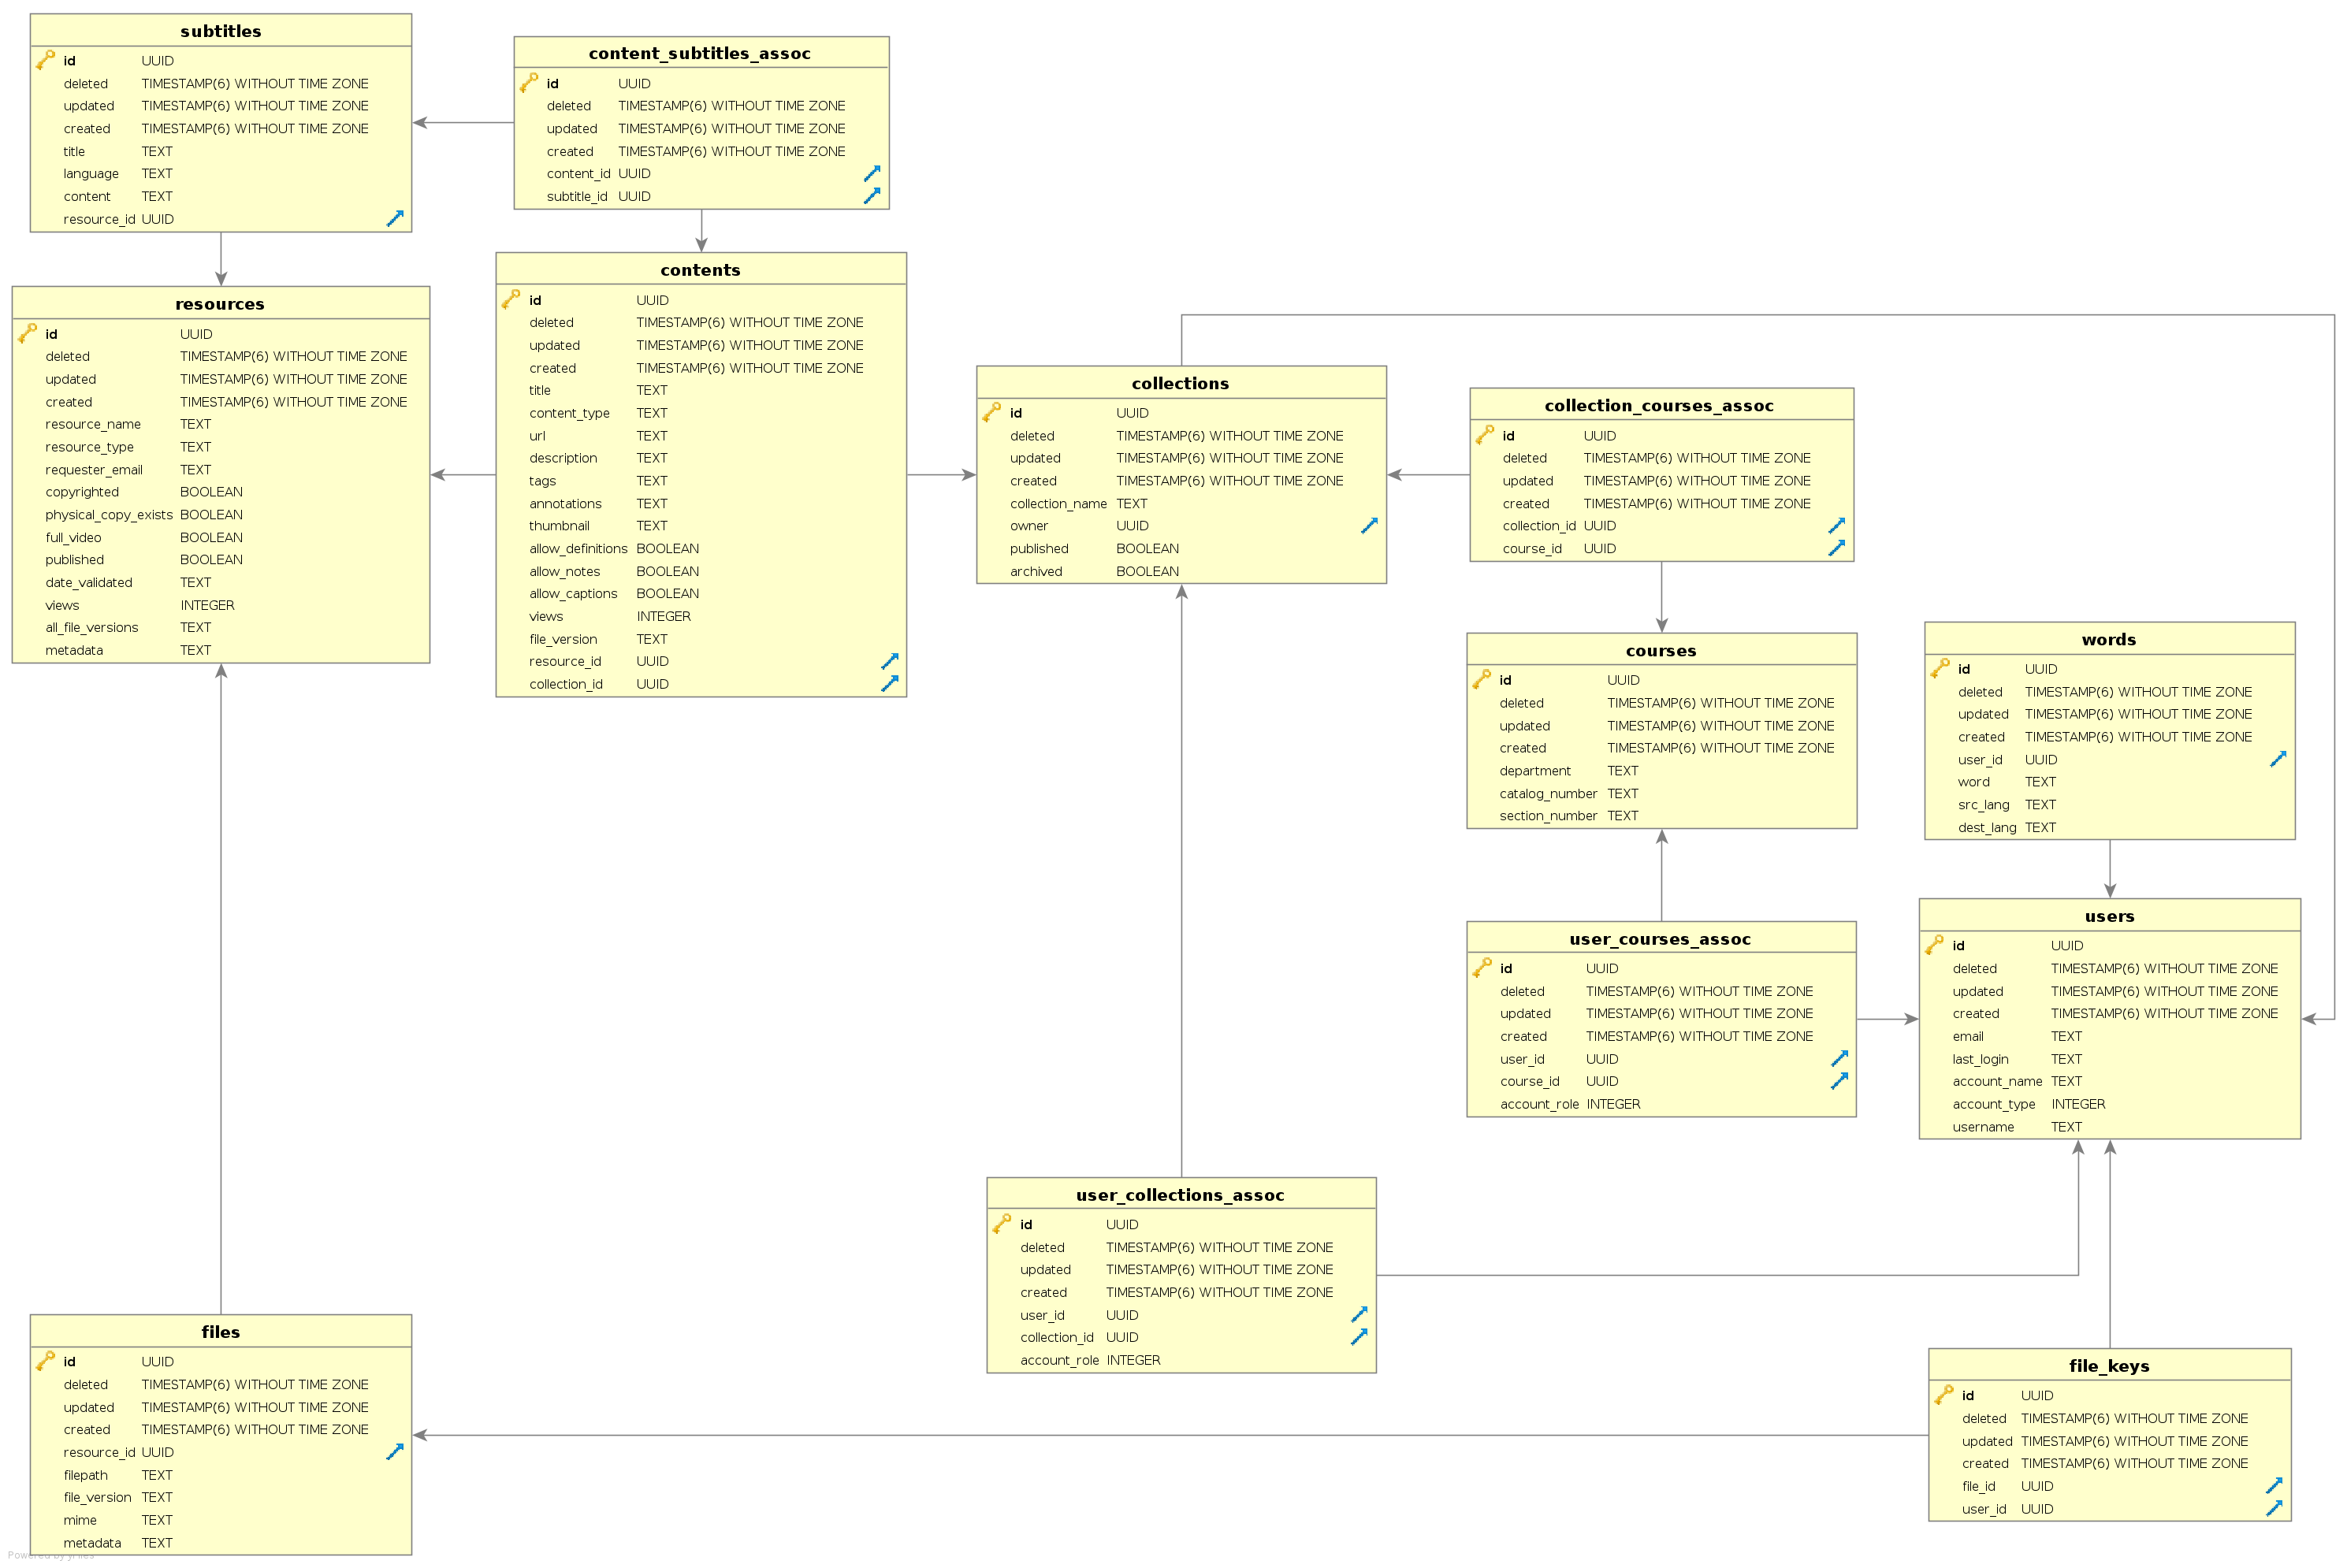 subtitles
id UUID
deleted TIMESTAMP(6) WITHOUT TIME ZONE
updated TIMESTAMP(6) WITHOUT TIME ZONE
created TIMESTAMP(6) WITHOUT TIME ZONE
title TEXT
language TEXT
content TEXT
resource_id UUID
content_subtitles_assoc
id UUID
deleted TIMESTAMP(6) WITHOUT TIME ZONE
updated TIMESTAMP(6) WITHOUT TIME ZONE
created TIMESTAMP(6) WITHOUT TIME ZONE
content_id UUID
subtitle_id UUID
resources
id UUID
deleted TIMESTAMP(6) WITHOUT TIME ZONE
updated TIMESTAMP(6) WITHOUT TIME ZONE
created TIMESTAMP(6) WITHOUT TIME ZONE
resource_name TEXT
resource_type TEXT
requester_email TEXT
copyrighted BOOLEAN
physical_copy_exists BOOLEAN
full_video BOOLEAN
published BOOLEAN
date_validated TEXT
views INTEGER
all_file_versions TEXT
metadata TEXT
contents
id UUID
deleted TIMESTAMP(6) WITHOUT TIME ZONE
updated TIMESTAMP(6) WITHOUT TIME ZONE
created TIMESTAMP(6) WITHOUT TIME ZONE
title TEXT
content_type TEXT
url TEXT
description TEXT
tags TEXT
annotations TEXT
thumbnail TEXT
allow_definitions BOOLEAN
allow_notes BOOLEAN
allow_captions BOOLEAN
views INTEGER
file_version TEXT
resource_id UUID
collection_id UUID
collections
id UUID
deleted TIMESTAMP(6) WITHOUT TIME ZONE
updated TIMESTAMP(6) WITHOUT TIME ZONE
created TIMESTAMP(6) WITHOUT TIME ZONE
collection_name TEXT
owner UUID
published BOOLEAN
archived BOOLEAN
collection_courses_assoc
id UUID
deleted TIMESTAMP(6) WITHOUT TIME ZONE
updated TIMESTAMP(6) WITHOUT TIME ZONE
created TIMESTAMP(6) WITHOUT TIME ZONE
collection_id UUID
course_id UUID
courses
id UUID
deleted TIMESTAMP(6) WITHOUT TIME ZONE
updated TIMESTAMP(6) WITHOUT TIME ZONE
created TIMESTAMP(6) WITHOUT TIME ZONE
department TEXT
catalog_number TEXT
section_number TEXT
words
id UUID
deleted TIMESTAMP(6) WITHOUT TIME ZONE
updated TIMESTAMP(6) WITHOUT TIME ZONE
created TIMESTAMP(6) WITHOUT TIME ZONE
user_id UUID
word TEXT
src_lang TEXT
dest_lang TEXT
user_courses_assoc
id UUID
deleted TIMESTAMP(6) WITHOUT TIME ZONE
updated TIMESTAMP(6) WITHOUT TIME ZONE
created TIMESTAMP(6) WITHOUT TIME ZONE
user_id UUID
course_id UUID
account_role INTEGER
users
id UUID
deleted TIMESTAMP(6) WITHOUT TIME ZONE
updated TIMESTAMP(6) WITHOUT TIME ZONE
created TIMESTAMP(6) WITHOUT TIME ZONE
email TEXT
last_login TEXT
account_name TEXT
account_type INTEGER
username TEXT
user_collections_assoc
id UUID
deleted TIMESTAMP(6) WITHOUT TIME ZONE
updated TIMESTAMP(6) WITHOUT TIME ZONE
created TIMESTAMP(6) WITHOUT TIME ZONE
user_id UUID
collection_id UUID
account_role INTEGER
files
id UUID
deleted TIMESTAMP(6) WITHOUT TIME ZONE
updated TIMESTAMP(6) WITHOUT TIME ZONE
created TIMESTAMP(6) WITHOUT TIME ZONE
resource_id UUID
filepath TEXT
file_version TEXT
mime TEXT
metadata TEXT
file_keys
id UUID
deleted TIMESTAMP(6) WITHOUT TIME ZONE
updated TIMESTAMP(6) WITHOUT TIME ZONE
created TIMESTAMP(6) WITHOUT TIME ZONE
file_id UUID
user_id UUID
Powered by yFiles